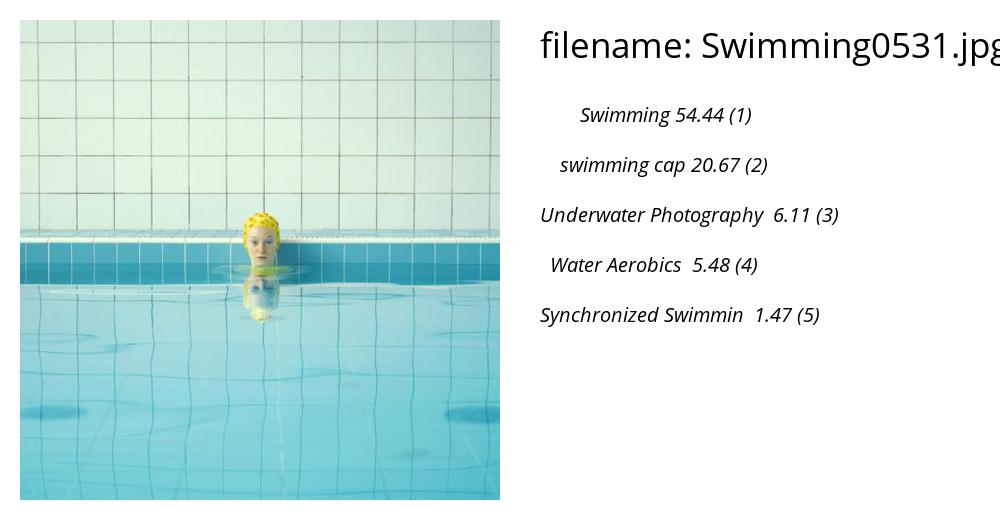 filename: Swimming0531.jpg
Swimming 54.44 (1)
swimming cap 20.67 (2)
Underwater Photography 6.11 (3)
Water Aerobics 5.48 (4)
Synchronized Swimmin 1.47 (5)